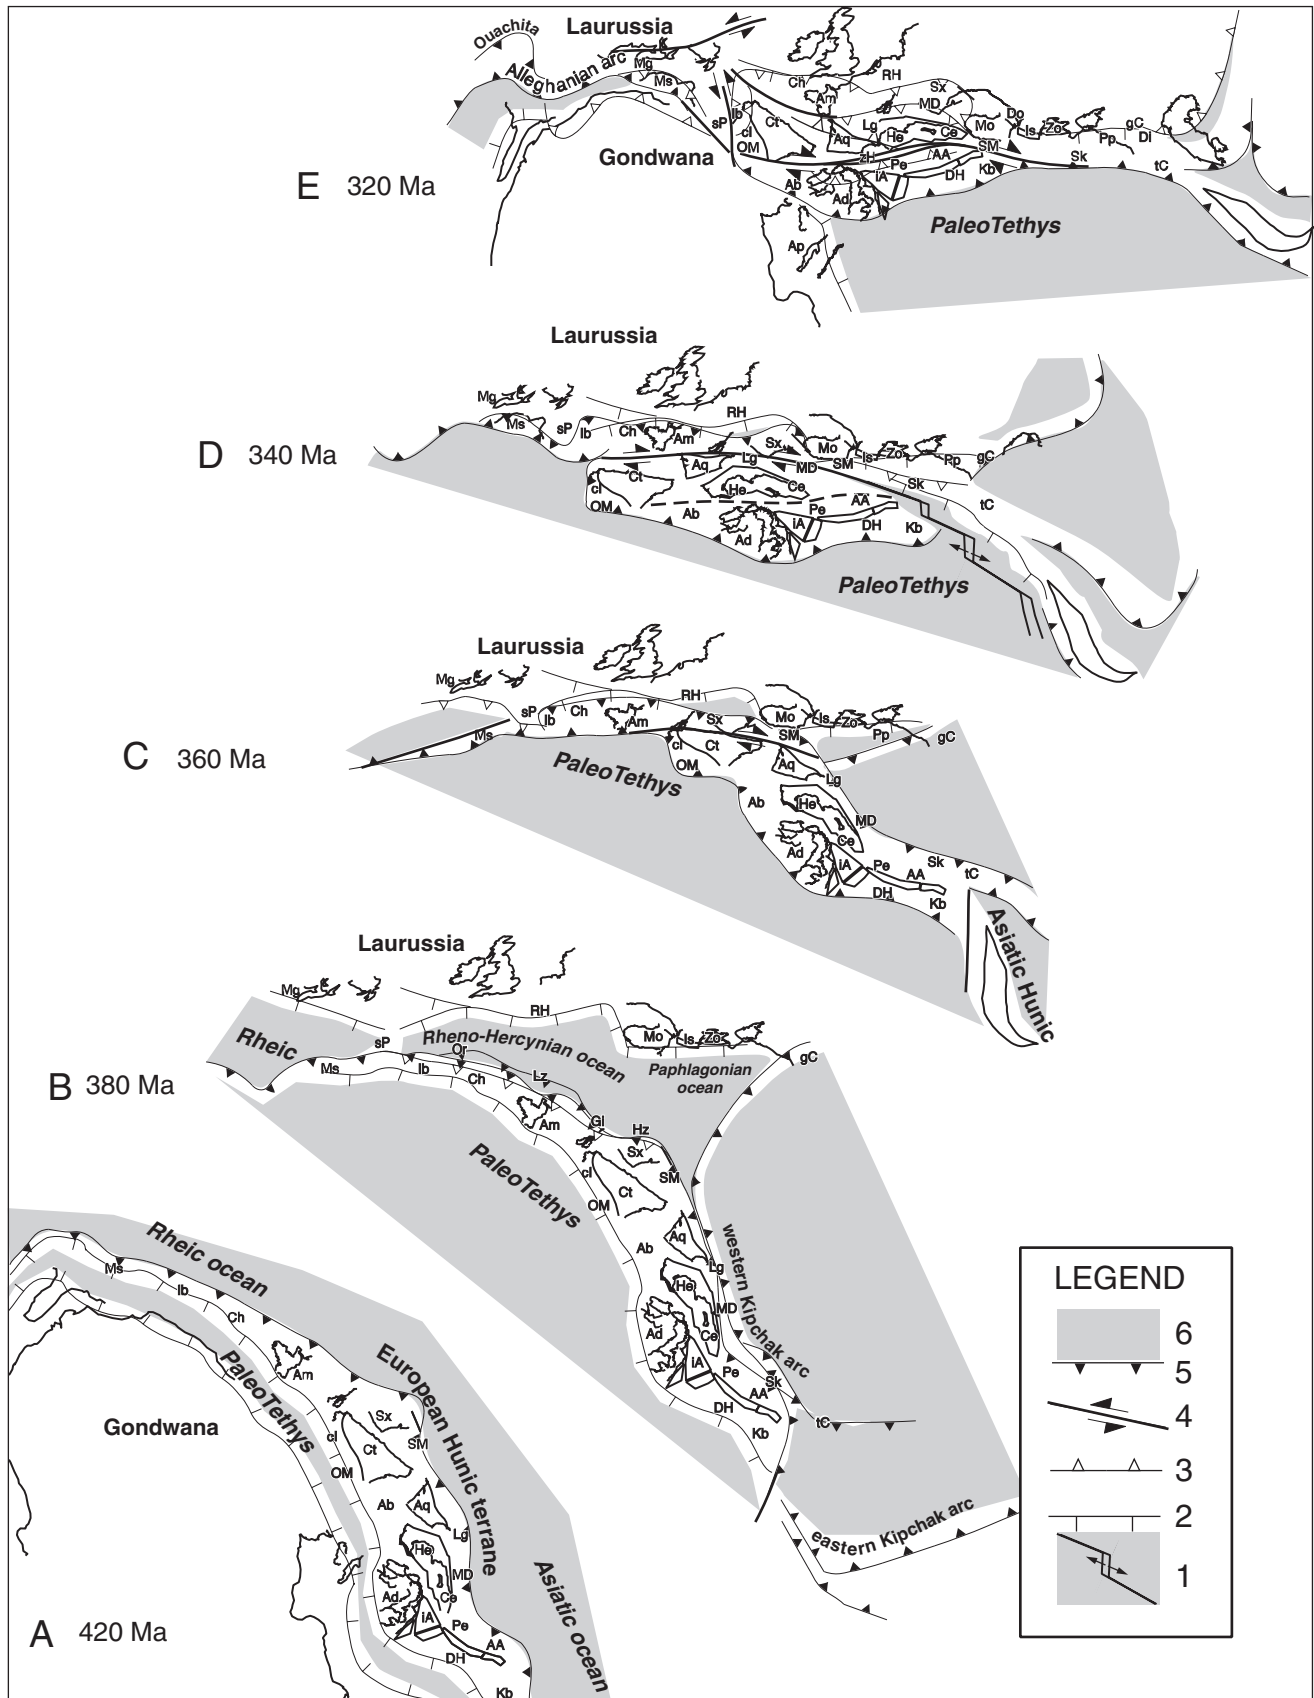 Laurussia
Ouachita
Alleghanian arc
Mg
Ms
Ch
RH
Am
Sx
MD
sP
Ib
cI
Ct
OM
Aq
Lg
He
Ce
Mo
Do
Is
Zo
Pp
gC
DI
SM
zH
Pe
AA
Sk
tC
Gondwana
E 320 Ma
Ab
iA
DH
Kb
Ad
PaleoTethys
Ap
Laurussia
Mg
Ms
sP
Ib
Ch
Am
RH
Sx
Mo
Is
Zo
Pp
gC
D 340 Ma
Aq
Lg
MD
SM
Sk
tC
cI
Ct
OM
He
Ce
Ab
Pe
AA
Ad
iA
DH
Kb
PaleoTethys
Laurussia
Mg
RH
sP
Ib
Ch
Am
Sx
Mo
Is
Zo
Pp
gC
Ms
SM
C 360 Ma
cI
Ct
OM
Aq
Lg
PaleoTethys
Ab
He
MD
Ce
Ad
iA
Pe
AA
Sk
tC
DH
Kb
Asiatic Hunic
Laurussia
Mg
RH
Rheic
sP
Rheno-Hercynian ocean
Mo
Is
Zo
gC
Paphlagonian
ocean
B 380 Ma
Ms
Ib
Or
Ch
Lz
Am
Gl
Hz
Sx
SM
PaleoTethys
cI
Ct
OM
Ab
Aq
Lg
western Kipchak arc
He
MD
Ad
Ce
iA
Pe
Sk
AA
DH
Kb
tC
eastern Kipchak arc
Rheic ocean
Ms
Ib
Ch
Am
PaleoTethys
European Hunic terrane
Gondwana
Sx
SM
cI
Ct
OM
Ab
Aq
Lg
He
MD
Ce
Ad
iA
Pe
AA
DH
Kb
Asiatic ocean
A 420 Ma
LEGEND
6
5
4
3
2
1